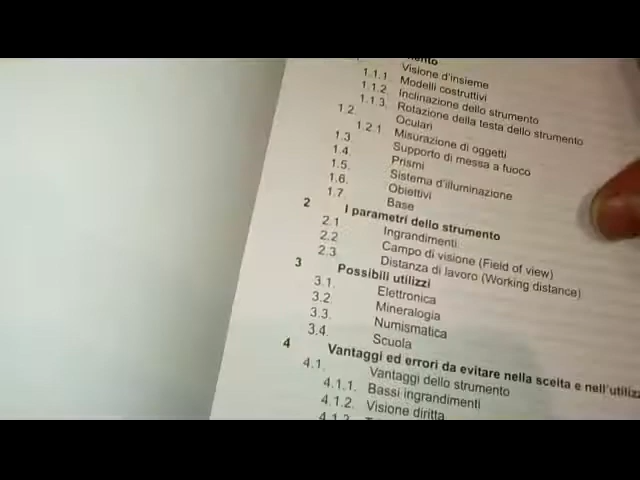 1.1.1 Visione d'insieme
1.1.2 Modelli costruttivi
1.1.3. Inclinazione dello strumento
1.2. Rotazione della testa dello strumento
Oculari
1.2.1 Misurazione di oggetti
1.3 Supporto di messa a fuoco
1.4. Prismi
1.5. Sistema d'illuminazione
1.6. Obiettivi
1.7. Base
2 I parametri dello strumento
2.1 Ingrandimenti
2.2 Campo di visione (Field of view)
2.3 Distanza di lavoro (Working distance)
3 Possibili utilizzi
3.1. Elettronica
3.2. Mineralogia
3.3. Numismatica
3.4. Scuola
4 Vantaggi ed errori da evitare nella scelta e
4.1. Vantaggi dello strumento
4.1.1. Bassi ingrandimenti
4.1.2. Visione diritta